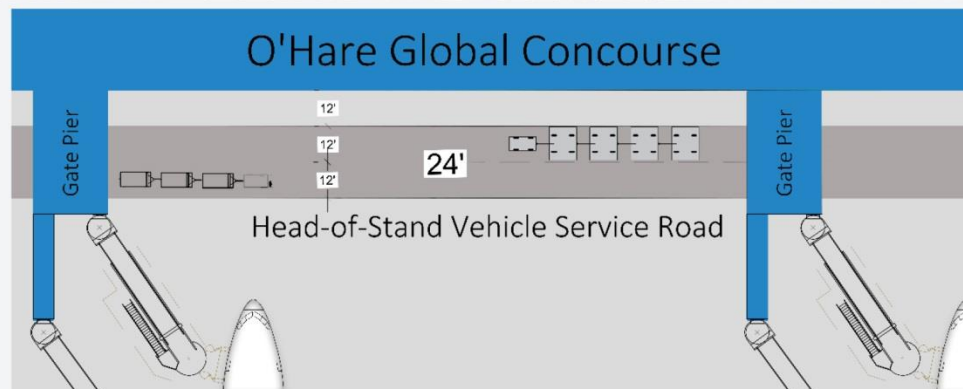 O'Hare Global Concourse
Gate Pier
12'
12'
12'
24'
Gate Pier
Head-of-Stand Vehicle Service Road